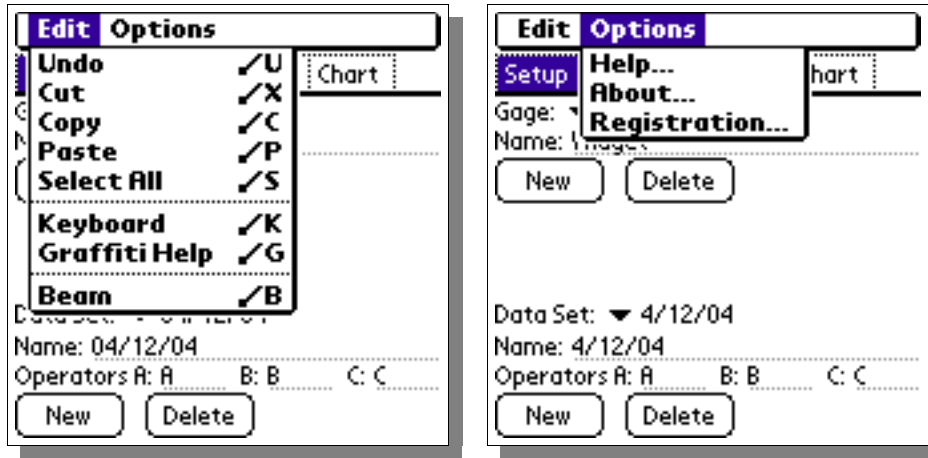 Edit Options
Undo ⟋U
Cut ⟋X
Copy ⟋C
Paste ⟋P
Select All ⟋S
Keyboard ⟋K
Graffiti Help ⟋G
Beam ⟋B
Chart
Name: 04/12/04
Operators A: A B: B C: C
New Delete
Edit Options
Help...
About...
Registration...
Setup hart
Gage:
Name:
New Delete
Data Set: ▼ 4/12/04
Name: 4/12/04
Operators A: A B: B C: C
New Delete